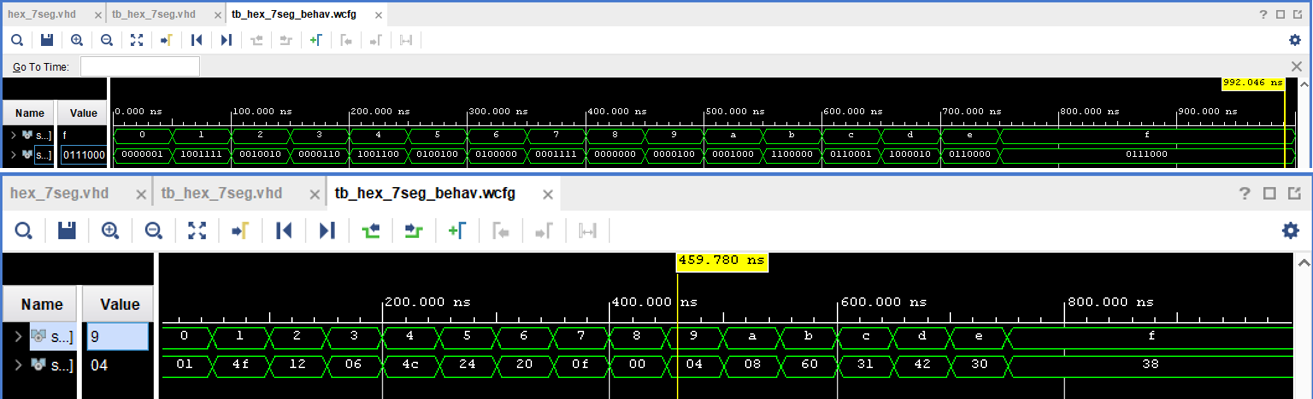 hex_7seg.vhd × tb_hex_7seg.vhd × tb_hex_7seg_behav.wcfg × ? 
Go To Time:
992.046 ns
Name Value 0.000 ns 100.000 ns 200.000 ns 300.000 ns 400.000 ns 500.000 ns 600.000 ns 700.000 ns 800.000 ns 900.000 ns
s...] f 0 1 2 3 4 5 6 7 8 9 a b c d e f
s...] 0111000 0000001 1001111 0010010 0000110 1001100 0100100 0100000 0001111 0000000 0000100 0001000 1100000 0110001 1000010 0110000 0111000
hex_7seg.vhd × tb_hex_7seg.vhd × tb_hex_7seg_behav.wcfg × ?
459.780 ns
Name Value 200.000 ns 400.000 ns 600.000 ns 800.000 ns
s...] 9 0 1 2 3 4 5 6 7 8 9 a b c d e f
s...] 04 01 4f 12 06 4c 24 20 0f 00 04 08 60 31 42 30 38